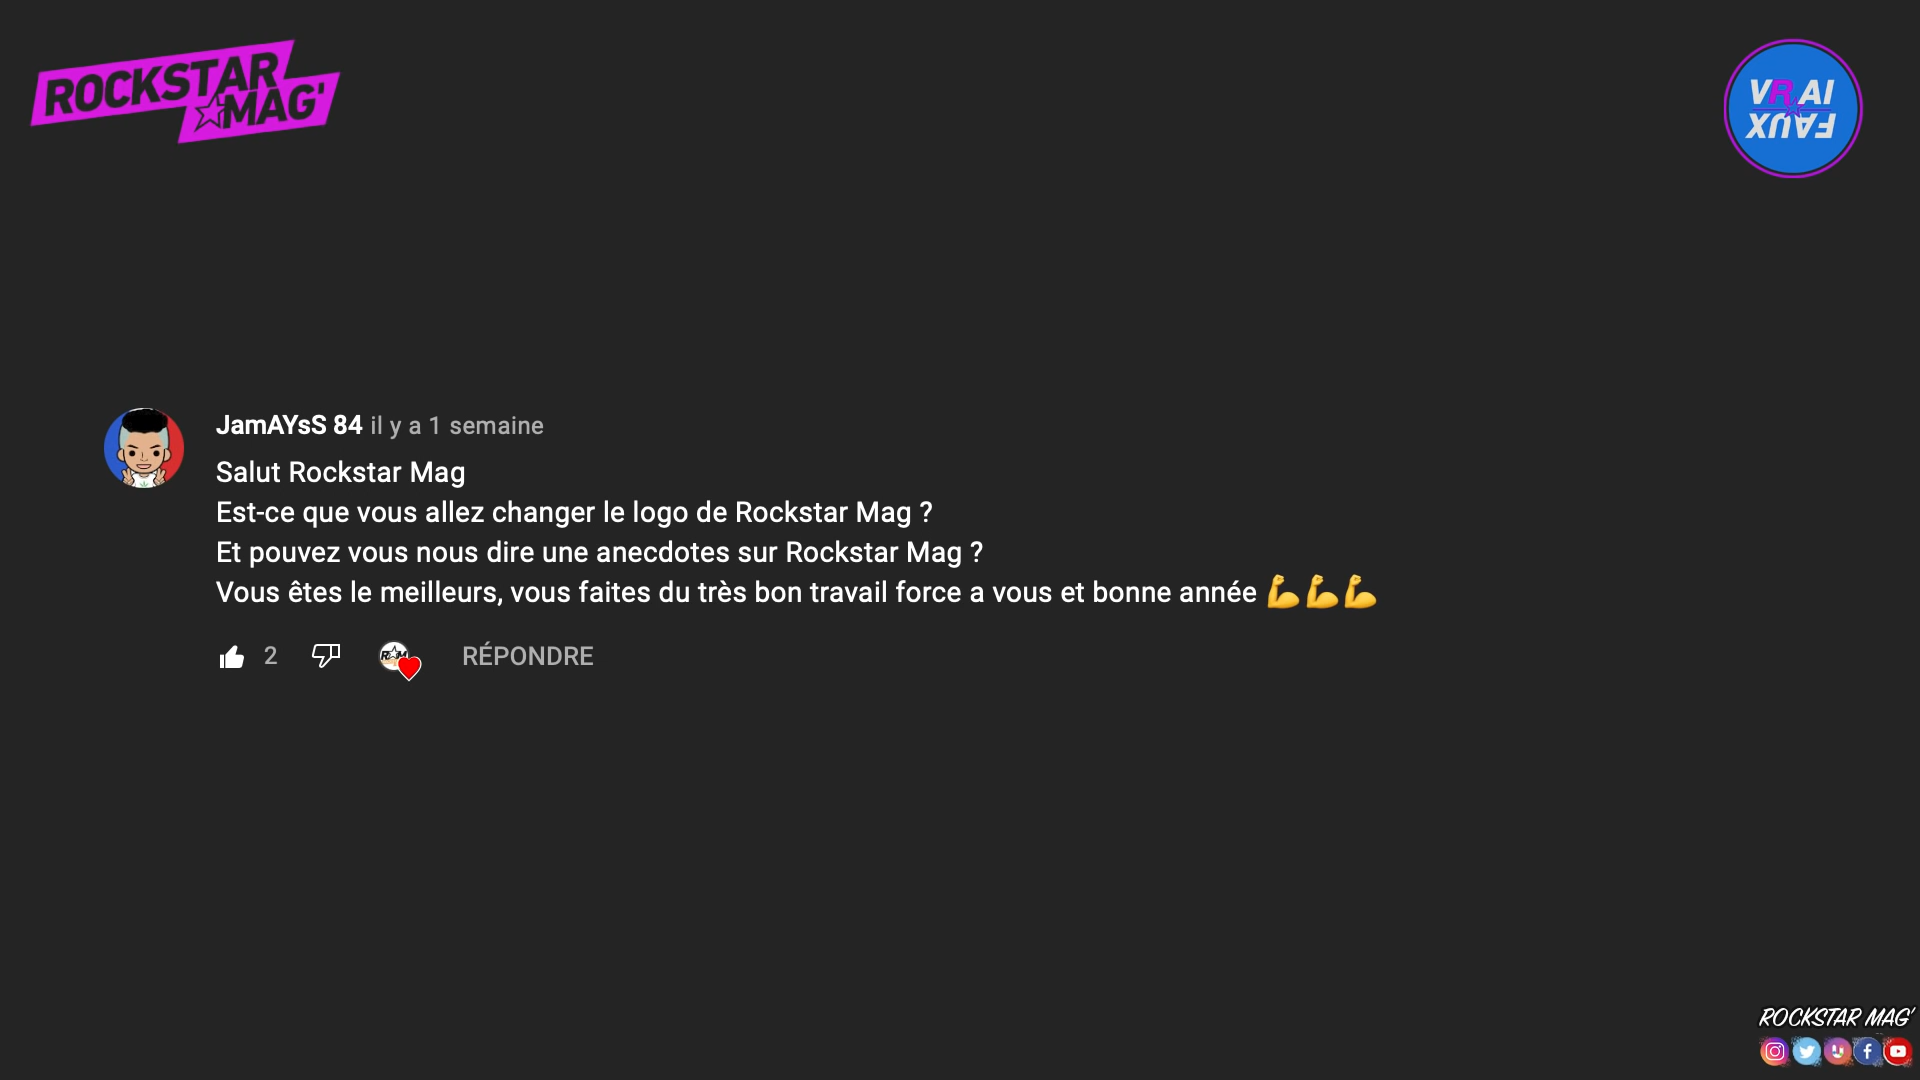 ROCKSTAR
MAG'
VRAI
FAUX
JamAYsS 84 il y a 1 semaine
Salut Rockstar Mag
Est-ce que vous allez changer le logo de Rockstar Mag ?
Et pouvez vous nous dire une anecdotes sur Rockstar Mag ?
Vous êtes le meilleurs, vous faites du très bon travail force a vous et bonne année 💪💪💪
2 RÉPONDRE
ROCKSTAR MAG'